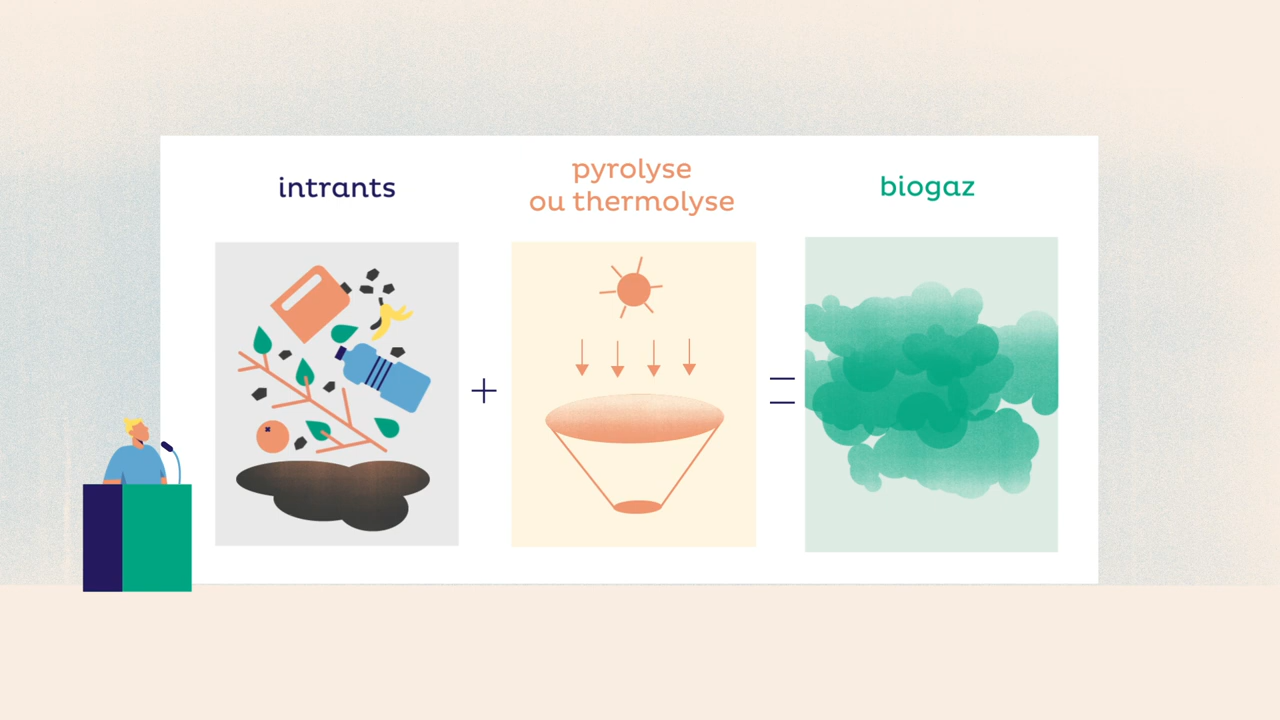 intrants
pyrolyse
ou thermolyse
biogaz